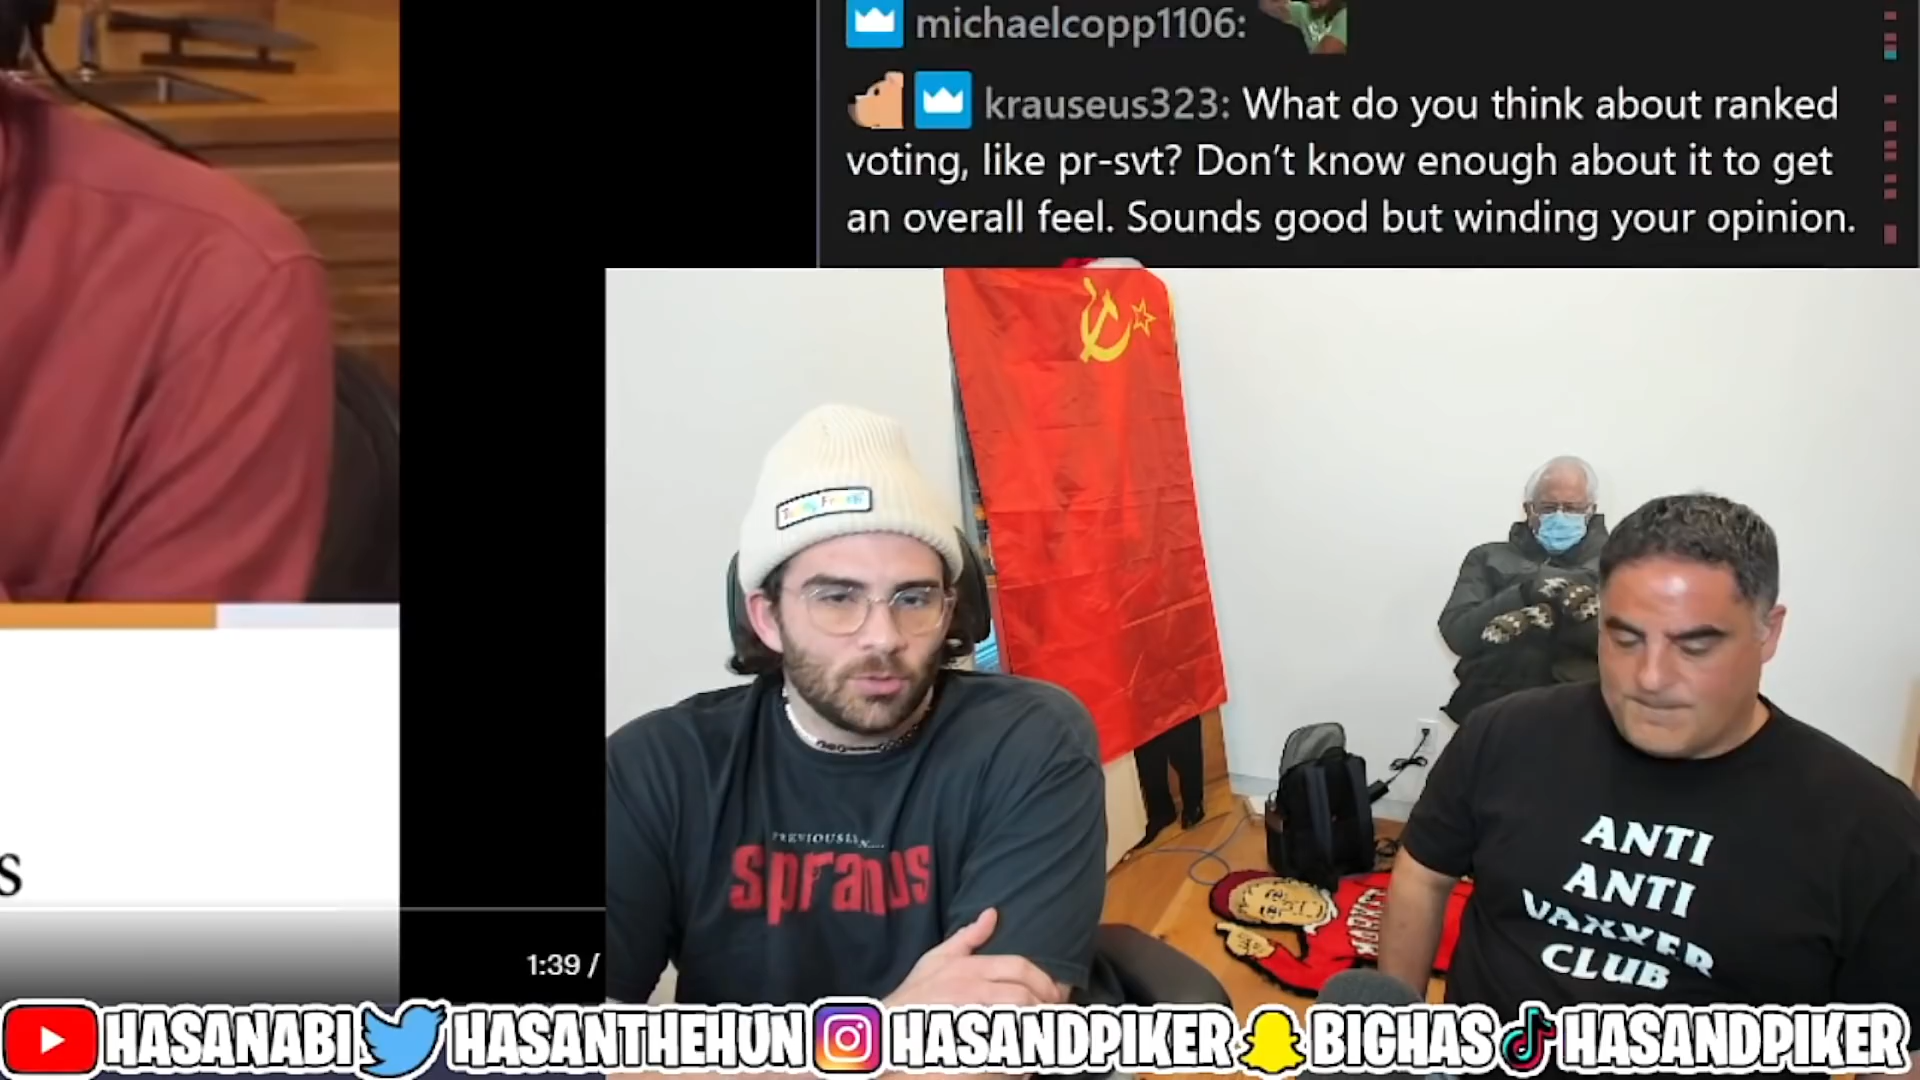 michaelcopp1106:
krauseus323: What do you think about ranked
voting, like pr-svt? Don't know enough about it to get
an overall feel. Sounds good but winding your opinion.
PREVIOUSLY
ANTI
ANTI
VAXXER
CLUB
s
1:39 /
HASANABI HASANTHEHUN HASANDPIKER BIGHAS HASANDPIKER